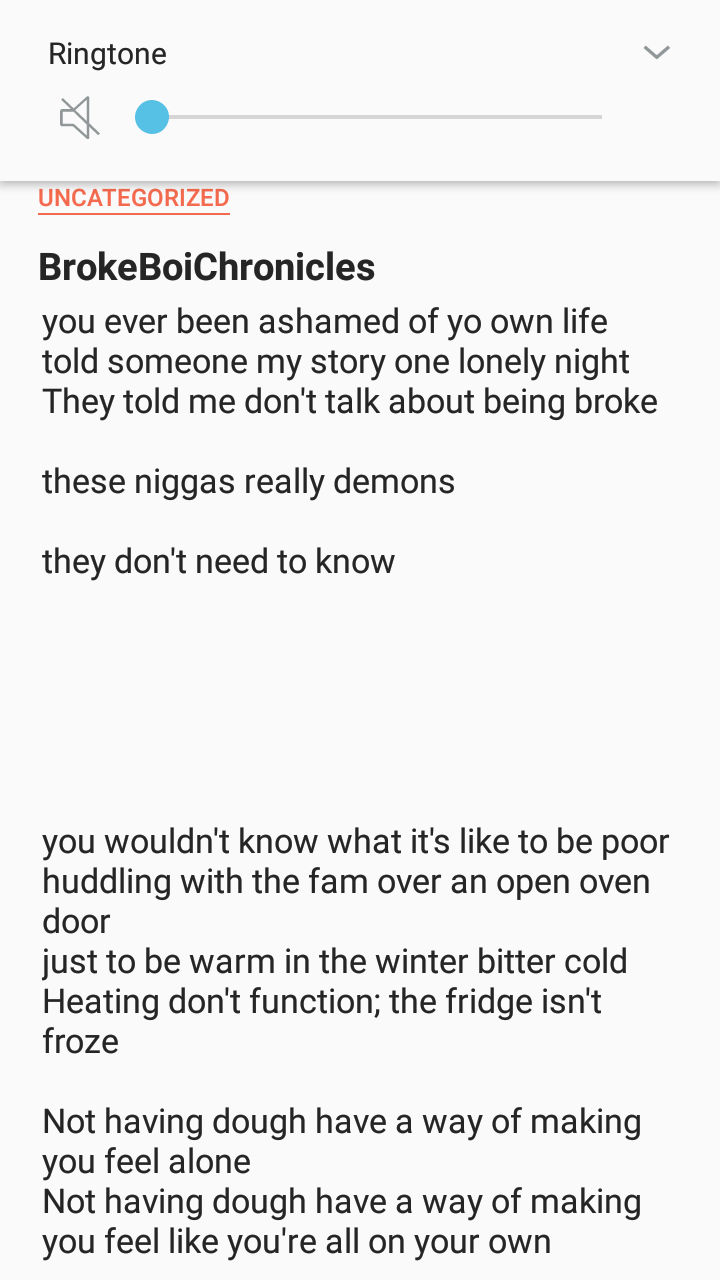 Ringtone
UNCATEGORIZED
BrokeBoiChronicles
you ever been ashamed of yo own life
told someone my story one lonely night
They told me don't talk about being broke
these niggas really demons
they don't need to know
you wouldn't know what it's like to be poor
huddling with the fam over an open oven
door
just to be warm in the winter bitter cold
Heating don't function; the fridge isn't
froze
Not having dough have a way of making
you feel alone
Not having dough have a way of making
you feel like you're all on your own